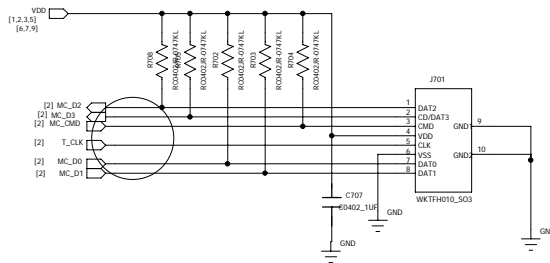 VDD
[1,2,3,5]
[6,7,9]
R708
RC0402JR-0747KL
R705
RC0402JR-0747KL
R702
RC0402JR-0747KL
R703
RC0402JR-0747KL
R704
RC0402JR-0747KL
J701
[2] MC_D2
[2] MC_D3
[2] MC_CMD
[2] T_CLK
[2] MC_D0
[2] MC_D1
1 DAT2
2 CD/DAT3
3 CMD
4 VDD
5 CLK
6 VSS
7 DAT0
8 DAT1
GND1 9
GND2 10
WKTFH010_SO3
C707
C0402_1UF
GND
GND
GN